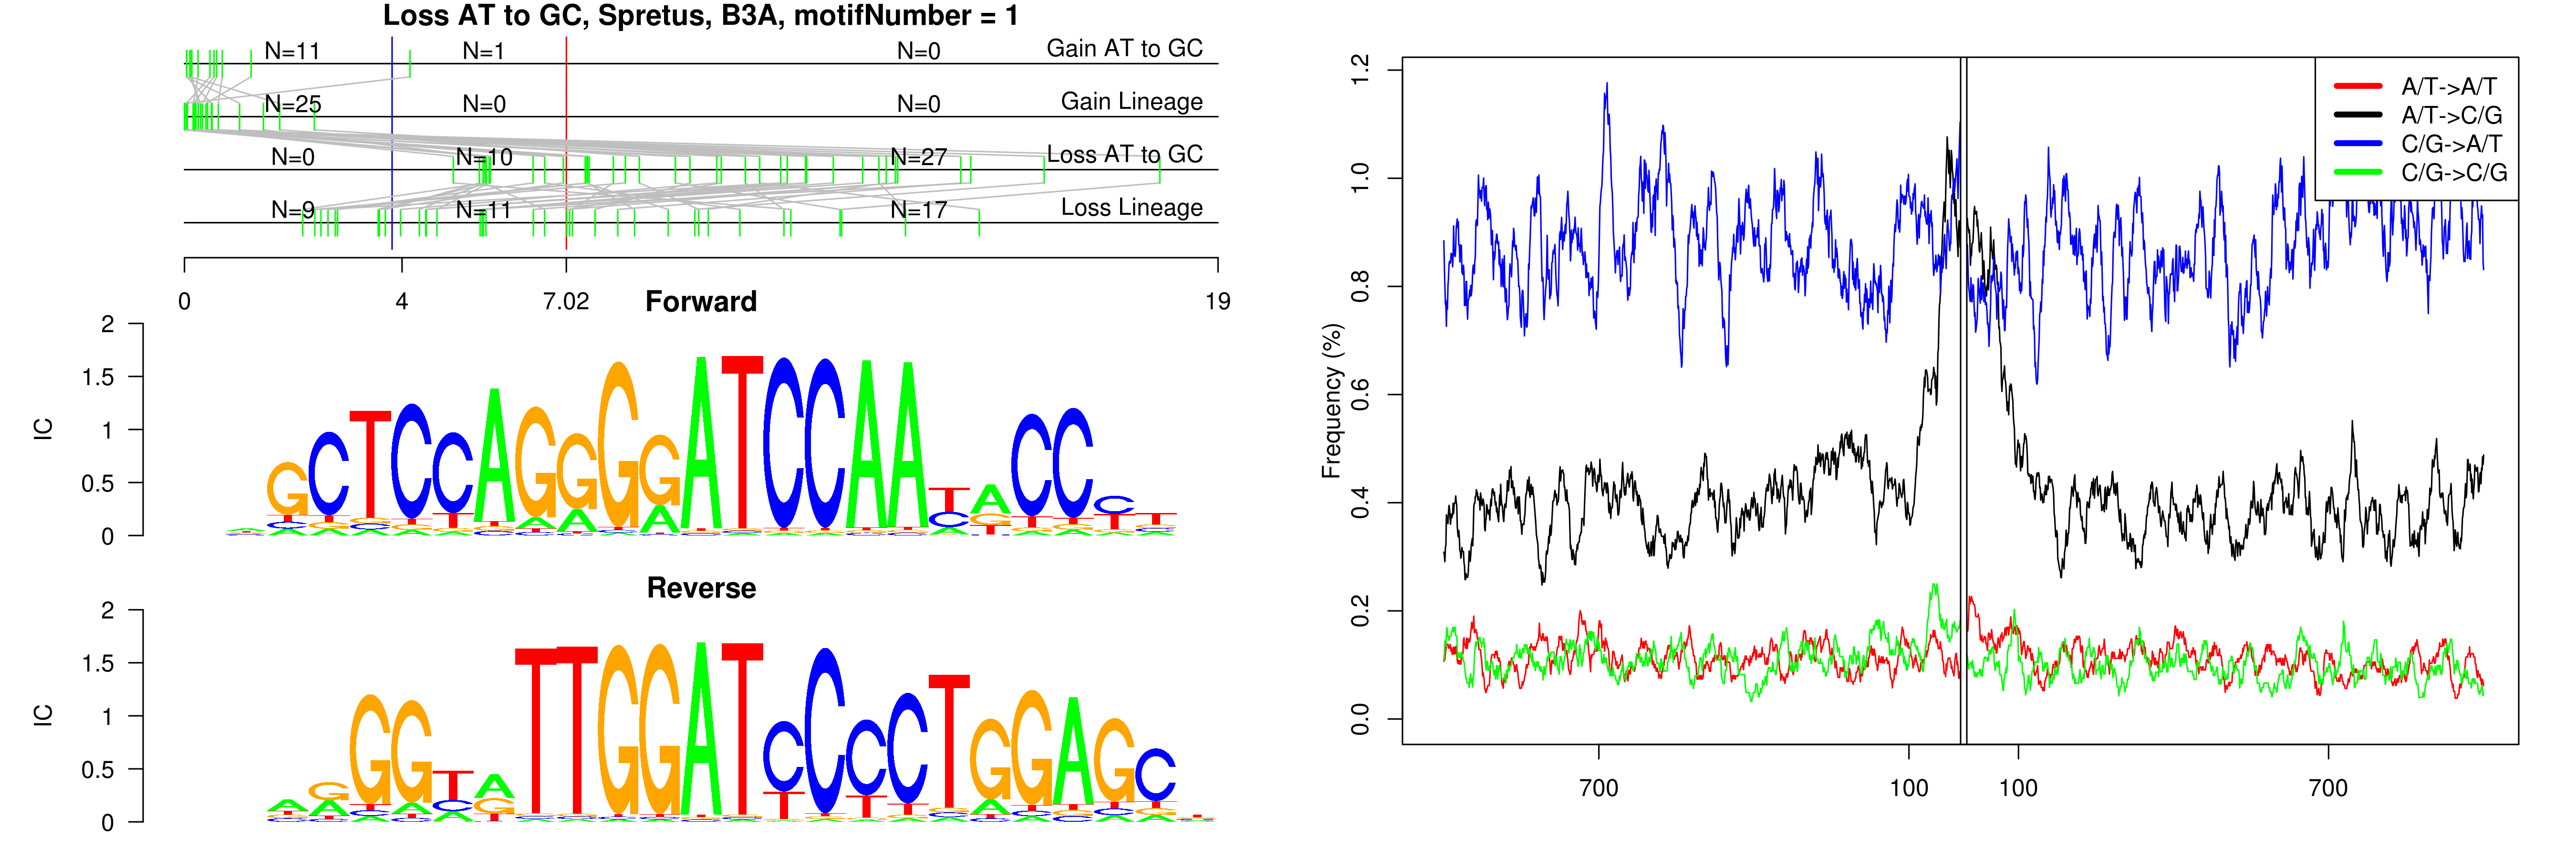 Loss AT to GC, Spretus, B3A, motifNumber = 1
N=11 N=1 N=0 Gain AT to GC
N=25 N=0 N=0 Gain Lineage
N=0 N=10 N=27 Loss AT to GC
N=9 N=11 N=17 Loss Lineage
0 4 7.02 19
Forward
IC
2
1.5
1
0.5
0
GCTCCAGGGGATCCAATACCCT
Reverse
IC
2
1.5
1
0.5
0
AGGGTATTGGATCCCCTGGAGC
Frequency (%)
1.2
1.0
0.8
0.6
0.4
0.2
0.0
700 100 100 700
A/T->A/T
A/T->C/G
C/G->A/T
C/G->C/G